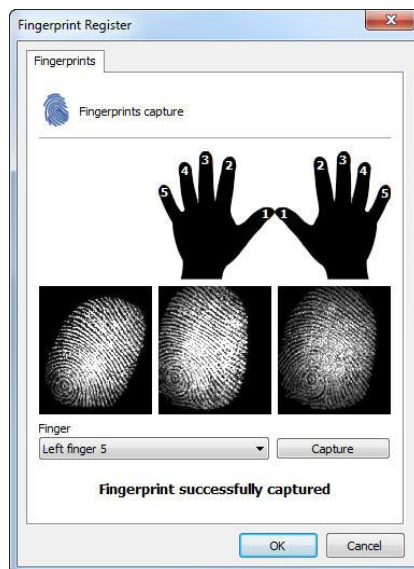 Fingerprint Register
x
Fingerprints
Fingerprints capture
3 3
4 2 2 4
5 5
1 1
Finger
Left finger 5 Capture
Fingerprint successfully captured
OK Cancel